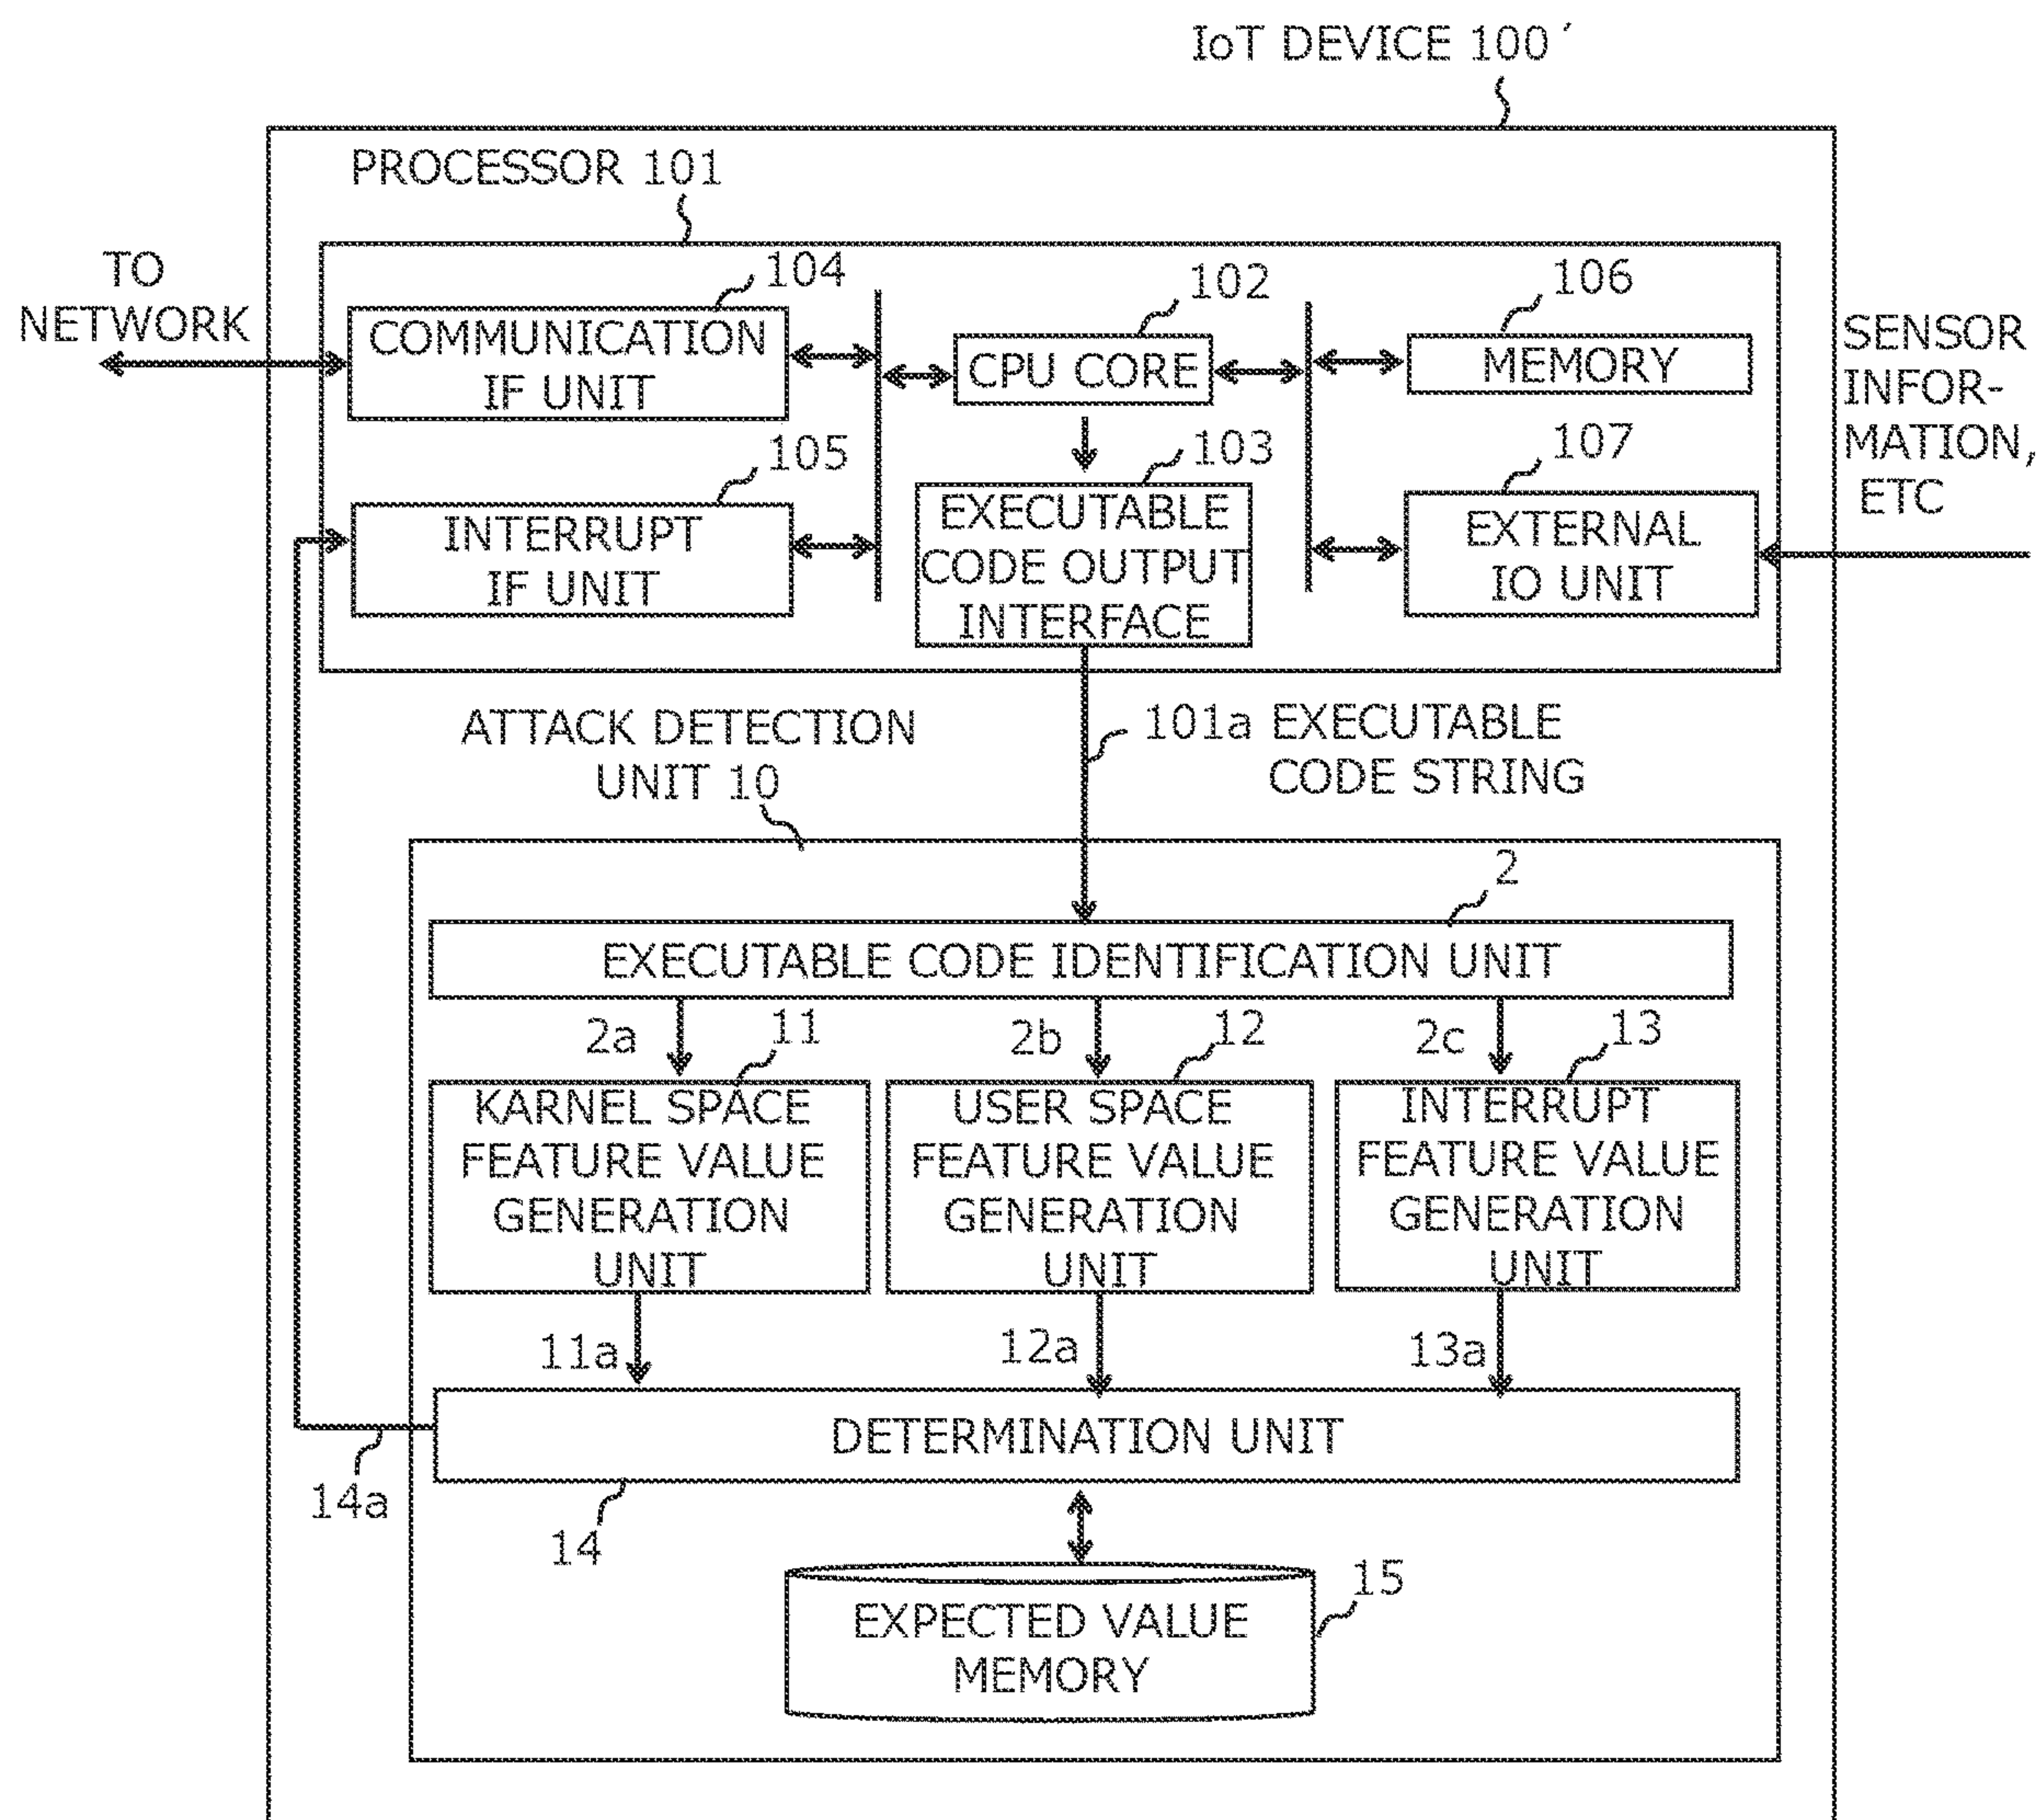 IoT DEVICE 100´
PROCESSOR 101
TO
NETWORK
104
COMMUNICATION
IF UNIT
105
INTERRUPT
IF UNIT
102
CPU CORE
103
EXECUTABLE
CODE OUTPUT
INTERFACE
106
MEMORY
107
EXTERNAL
IO UNIT
SENSOR
INFOR-
MATION,
ETC
ATTACK DETECTION
UNIT 10
101a EXECUTABLE
CODE STRING
2
EXECUTABLE CODE IDENTIFICATION UNIT
2a
11
2b
12
2c
13
KARNEL SPACE
FEATURE VALUE
GENERATION
UNIT
USER SPACE
FEATURE VALUE
GENERATION
UNIT
INTERRUPT
FEATURE VALUE
GENERATION
UNIT
11a
12a
13a
DETERMINATION UNIT
14a
14
15
EXPECTED VALUE
MEMORY